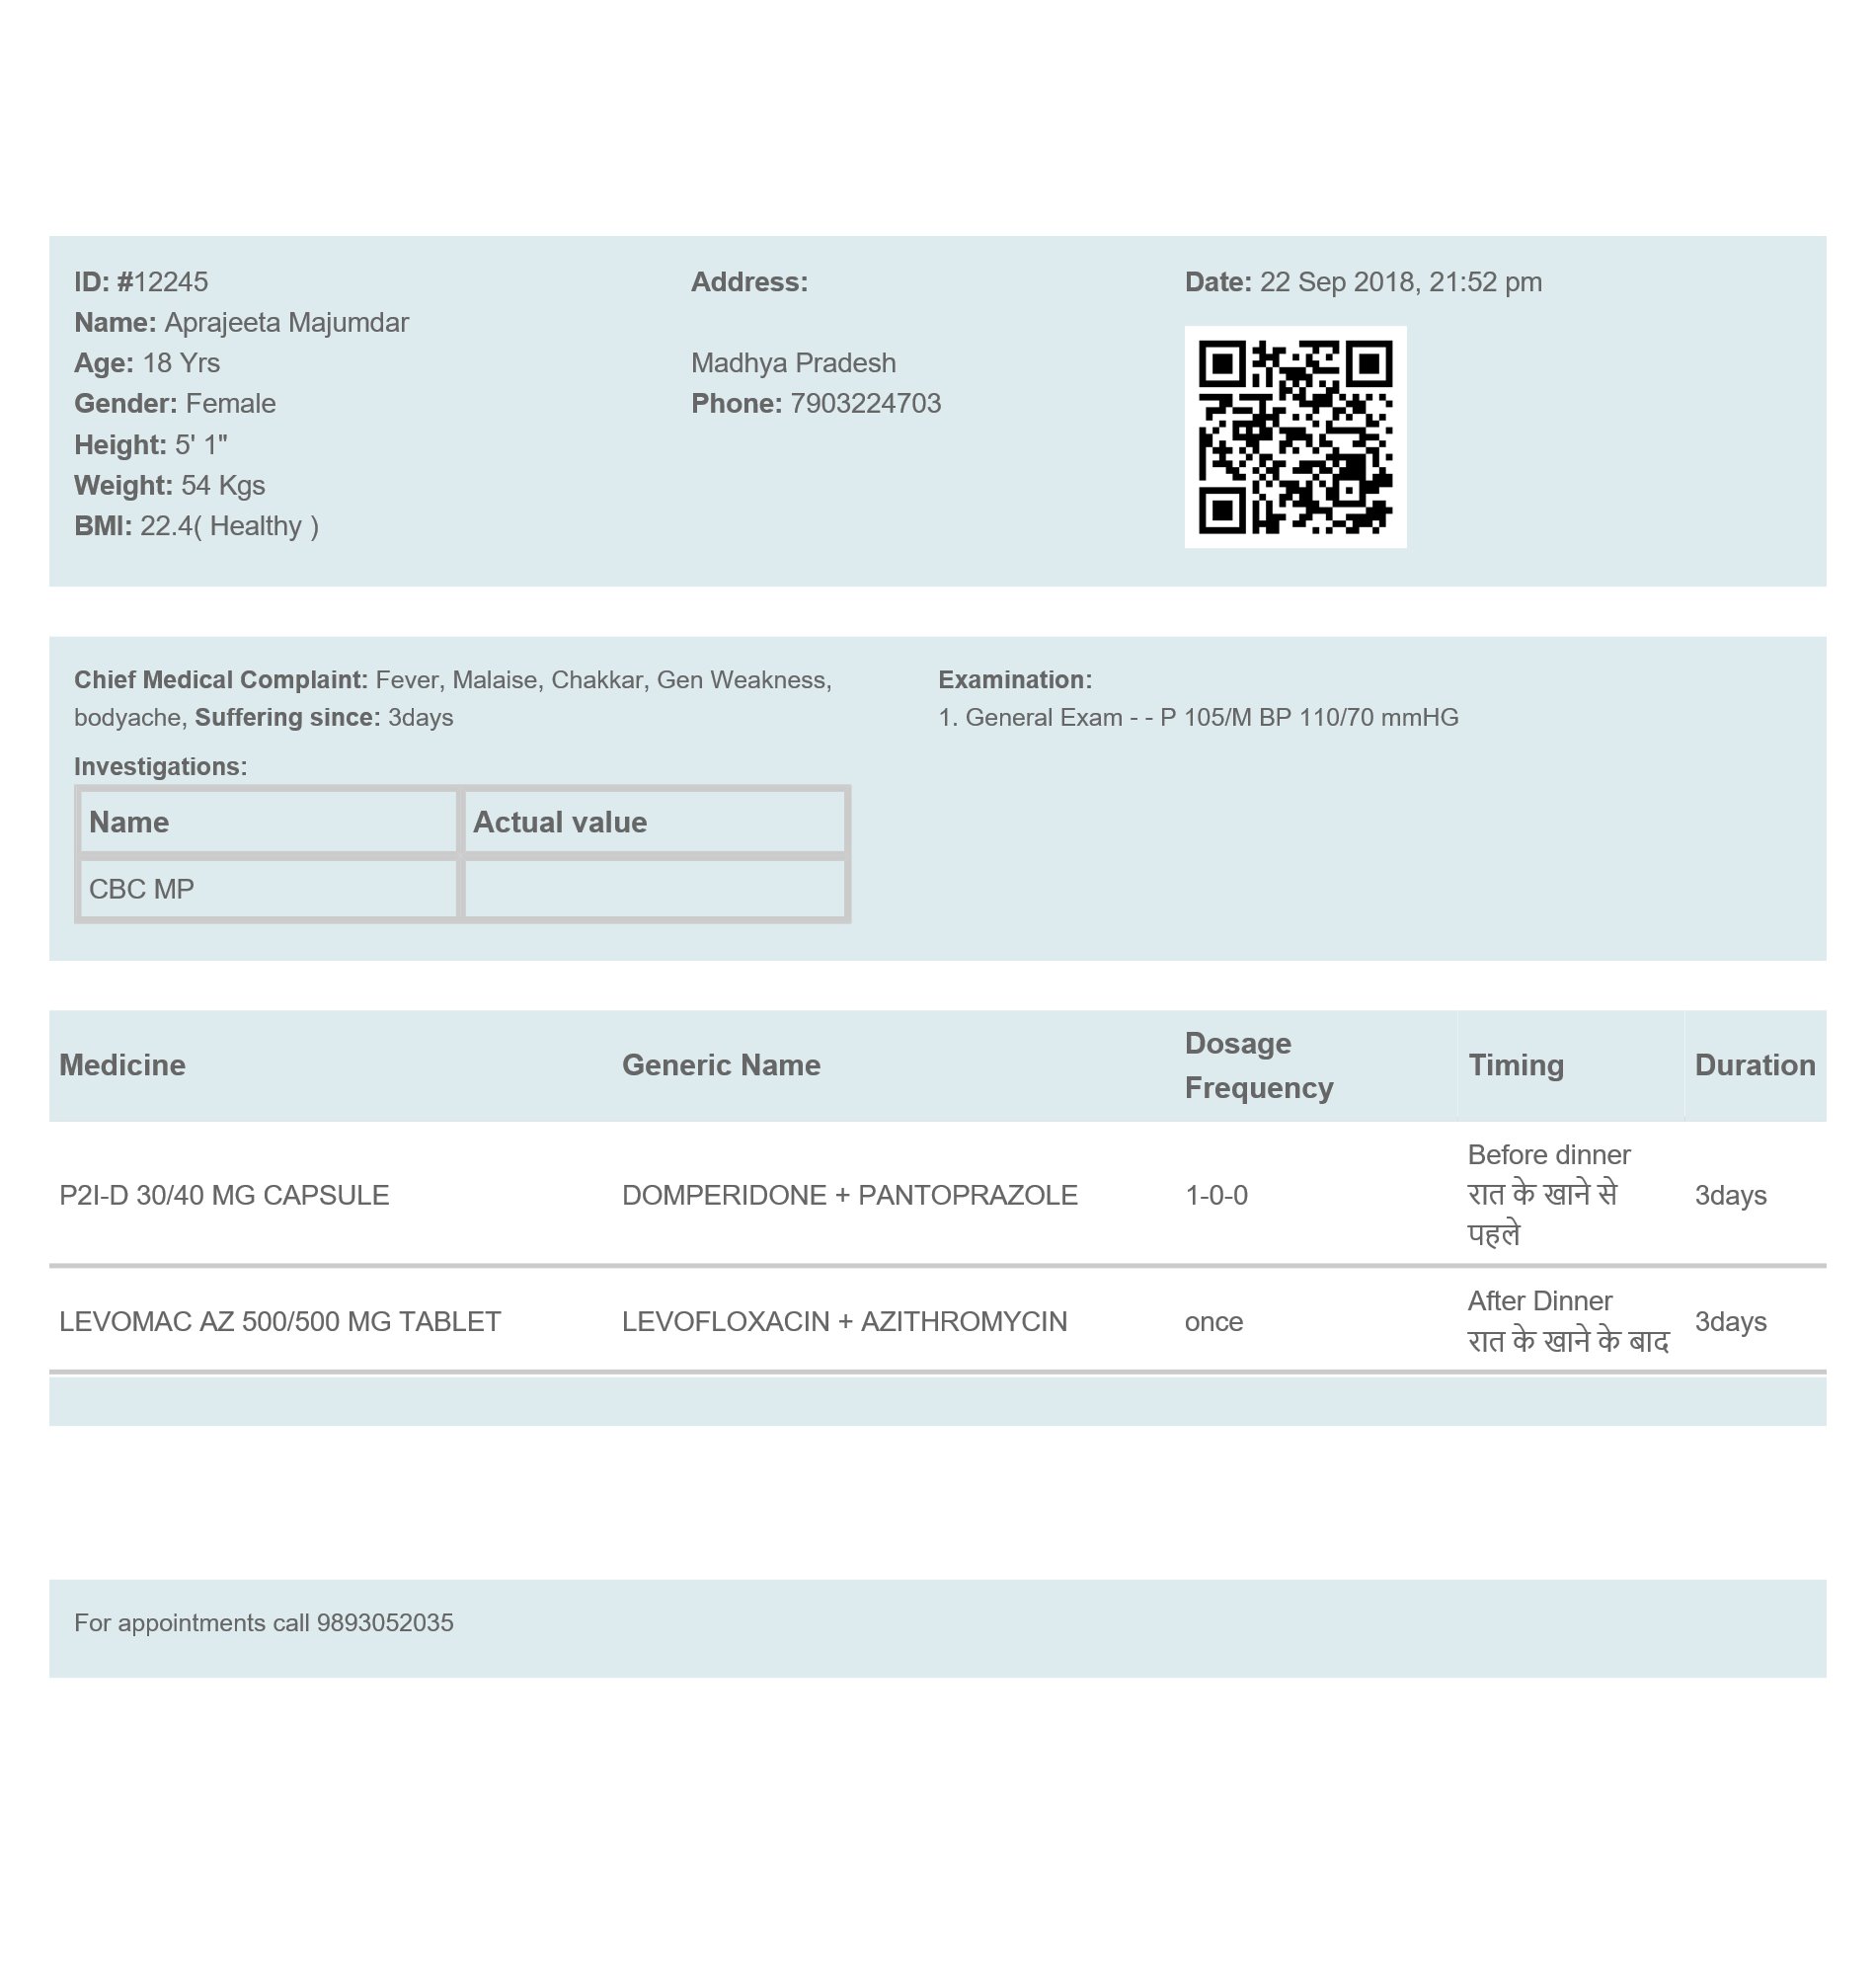 ID: #12245
Name: Aprajeeta Majumdar
Age: 18 Yrs
Gender: Female
Height: 5' 1"
Weight: 54 Kgs
BMI: 22.4( Healthy )
Address:
Madhya Pradesh
Phone: 7903224703
Date: 22 Sep 2018, 21:52 pm
Chief Medical Complaint: Fever, Malaise, Chakkar, Gen Weakness,
bodyache, Suffering since: 3days
Investigations:
Name Actual value
CBC MP
Examination:
1. General Exam - - P 105/M BP 110/70 mmHG
Medicine Generic Name Dosage Frequency Timing Duration
P2I-D 30/40 MG CAPSULE DOMPERIDONE + PANTOPRAZOLE 1-0-0 Before dinner
रात के खाने से
पहले
3days
LEVOMAC AZ 500/500 MG TABLET LEVOFLOXACIN + AZITHROMYCIN once After Dinner
रात के खाने के बाद
3days
For appointments call 9893052035